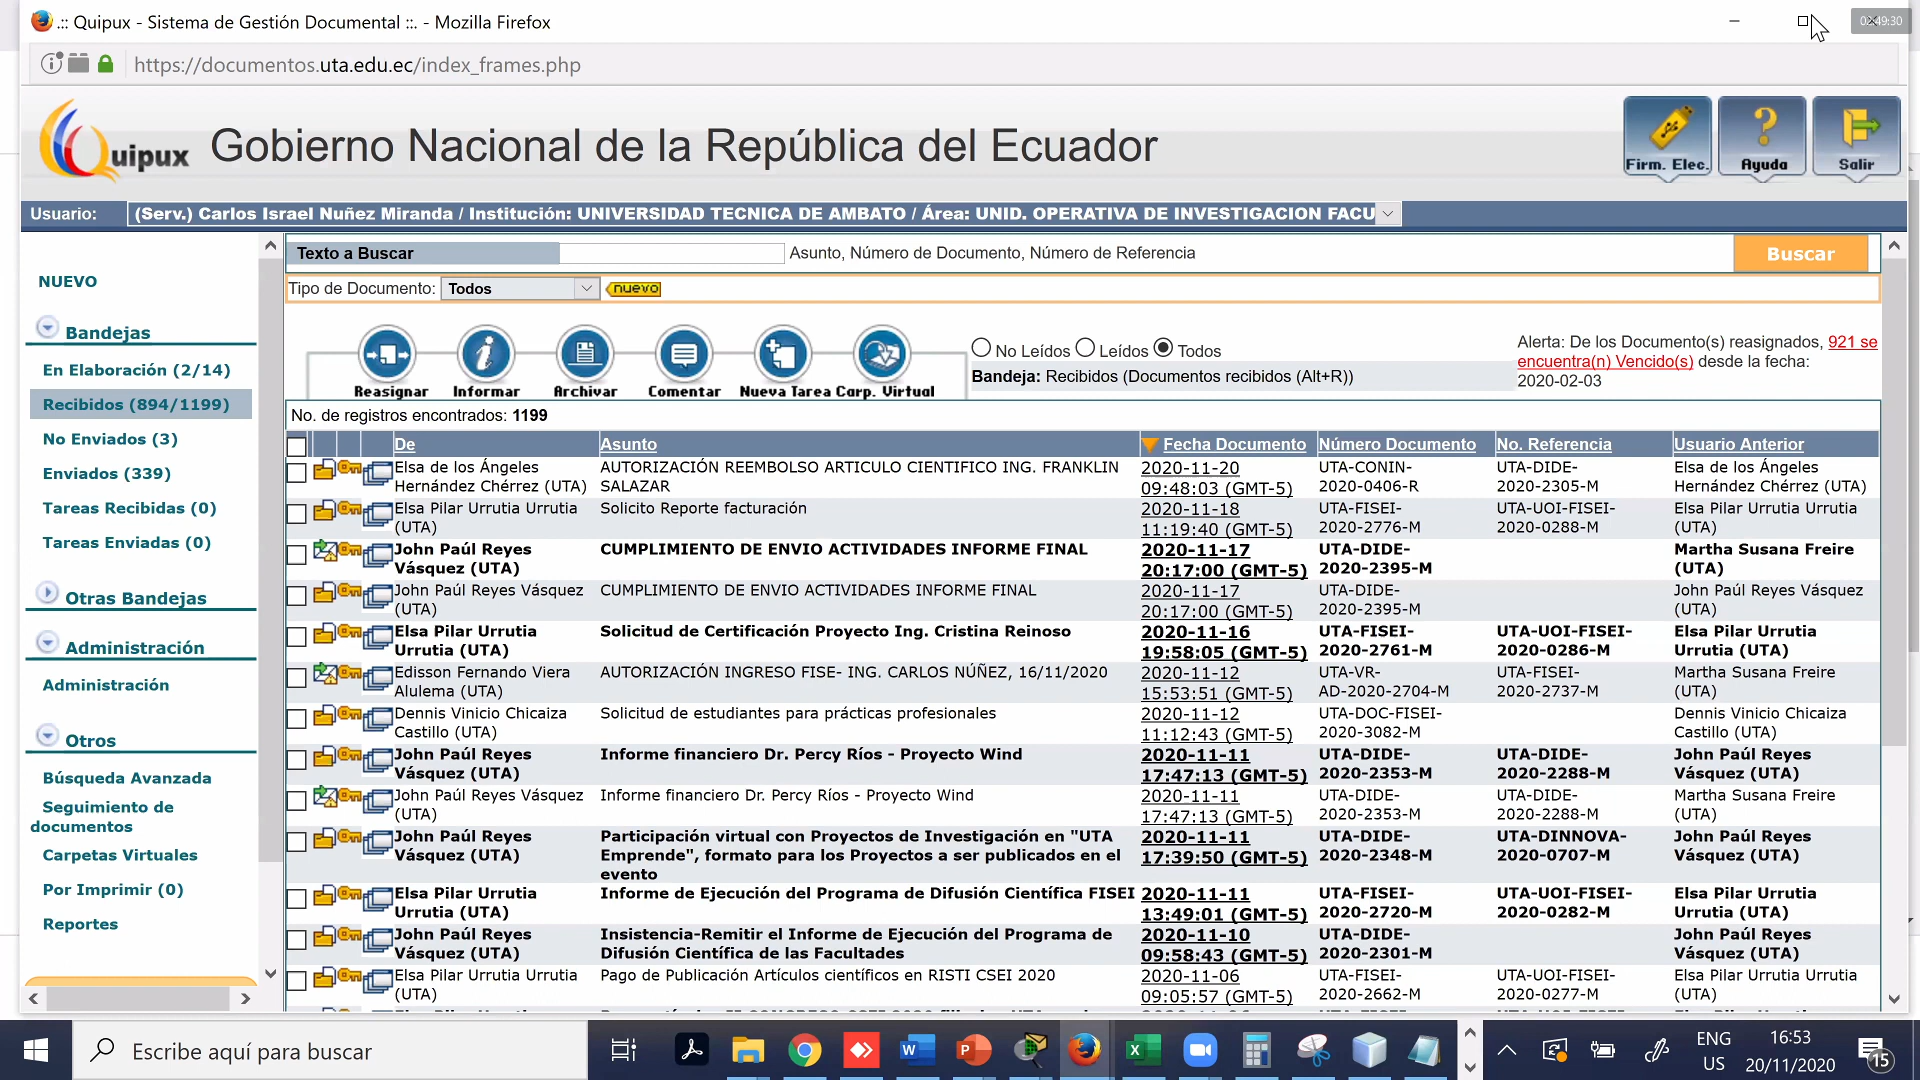 .:: Quipux - Sistema de Gestión Documental ::. - Mozilla Firefox
02:49:30
https://documentos.uta.edu.ec/index_frames.php
Quipux
Gobierno Nacional de la República del Ecuador
Firm. Elec.
Ayuda
Salir
Usuario:
(Serv.) Carlos Israel Nuñez Miranda / Institución: UNIVERSIDAD TECNICA DE AMBATO / Área: UNID. OPERATIVA DE INVESTIGACION FACU
NUEVO
Bandejas
En Elaboración (2/14)
Recibidos (894/1199)
No Enviados (3)
Enviados (339)
Tareas Recibidas (0)
Tareas Enviadas (0)
Otras Bandejas
Administración
Administración
Otros
Búsqueda Avanzada
Seguimiento de
documentos
Carpetas Virtuales
Por Imprimir (0)
Reportes
Texto a Buscar
Asunto, Número de Documento, Número de Referencia
Buscar
Tipo de Documento: Todos nuevo
Reasignar Informar Archivar Comentar Nueva Tarea Carp. Virtual
No Leídos Leídos Todos
Bandeja: Recibidos (Documentos recibidos (Alt+R))
Alerta: De los Documento(s) reasignados, 921 se
encuentra(n) Vencido(s) desde la fecha:
2020-02-03
No. de registros encontrados: 1199
De Asunto Fecha Documento Número Documento No. Referencia Usuario Anterior
Elsa de los Ángeles AUTORIZACIÓN REEMBOLSO ARTICULO CIENTIFICO ING. FRANKLIN 2020-11-20 UTA-CONIN- UTA-DIDE- Elsa de los Ángeles
Hernández Chérrez (UTA) SALAZAR 09:48:03 (GMT-5) 2020-0406-R 2020-2305-M Hernández Chérrez (UTA)
Elsa Pilar Urrutia Urrutia Solicito Reporte facturación 2020-11-18 UTA-FISEI- UTA-UOI-FISEI- Elsa Pilar Urrutia Urrutia
(UTA) 11:19:40 (GMT-5) 2020-2776-M 2020-0288-M (UTA)
John Paúl Reyes CUMPLIMIENTO DE ENVIO ACTIVIDADES INFORME FINAL 2020-11-17 UTA-DIDE- Martha Susana Freire
Vásquez (UTA) 20:17:00 (GMT-5) 2020-2395-M (UTA)
John Paúl Reyes Vásquez CUMPLIMIENTO DE ENVIO ACTIVIDADES INFORME FINAL 2020-11-17 UTA-DIDE- John Paúl Reyes Vásquez
(UTA) 20:17:00 (GMT-5) 2020-2395-M (UTA)
Elsa Pilar Urrutia Solicitud de Certificación Proyecto Ing. Cristina Reinoso 2020-11-16 UTA-FISEI- UTA-UOI-FISEI- Elsa Pilar Urrutia
Urrutia (UTA) 19:58:05 (GMT-5) 2020-2761-M 2020-0286-M Urrutia (UTA)
Edisson Fernando Viera AUTORIZACIÓN INGRESO FISE- ING. CARLOS NÚÑEZ, 16/11/2020 2020-11-12 UTA-VR- UTA-FISEI- Martha Susana Freire
Alulema (UTA) 15:53:51 (GMT-5) AD-2020-2704-M 2020-2737-M (UTA)
Dennis Vinicio Chicaiza Solicitud de estudiantes para prácticas profesionales 2020-11-12 UTA-DOC-FISEI- Dennis Vinicio Chicaiza
Castillo (UTA) 11:12:43 (GMT-5) 2020-3082-M Castillo (UTA)
John Paúl Reyes Informe financiero Dr. Percy Ríos - Proyecto Wind 2020-11-11 UTA-DIDE- UTA-DIDE- John Paúl Reyes
Vásquez (UTA) 17:47:13 (GMT-5) 2020-2353-M 2020-2288-M Vásquez (UTA)
John Paúl Reyes Vásquez Informe financiero Dr. Percy Ríos - Proyecto Wind 2020-11-11 UTA-DIDE- UTA-DIDE- Martha Susana Freire
(UTA) 17:47:13 (GMT-5) 2020-2353-M 2020-2288-M (UTA)
John Paúl Reyes Participación virtual con Proyectos de Investigación en "UTA 2020-11-11 UTA-DIDE- UTA-DINNOVA- John Paúl Reyes
Vásquez (UTA) Emprende", formato para los Proyectos a ser publicados en el 17:39:50 (GMT-5) 2020-2348-M 2020-0707-M Vásquez (UTA)
evento
Elsa Pilar Urrutia Informe de Ejecución del Programa de Difusión Científica FISEI 2020-11-11 UTA-FISEI- UTA-UOI-FISEI- Elsa Pilar Urrutia
Urrutia (UTA) 13:49:01 (GMT-5) 2020-2720-M 2020-0282-M Urrutia (UTA)
John Paúl Reyes Insistencia-Remitir el Informe de Ejecución del Programa de 2020-11-10 UTA-DIDE- John Paúl Reyes
Vásquez (UTA) Difusión Científica de las Facultades 09:58:43 (GMT-5) 2020-2301-M Vásquez (UTA)
Elsa Pilar Urrutia Urrutia Pago de Publicación Artículos científicos en RISTI CSEI 2020 2020-11-06 UTA-FISEI- UTA-UOI-FISEI- Elsa Pilar Urrutia Urrutia
(UTA) 09:05:57 (GMT-5) 2020-2662-M 2020-0277-M (UTA)
Escribe aquí para buscar
ENG
US
16:53
20/11/2020
15